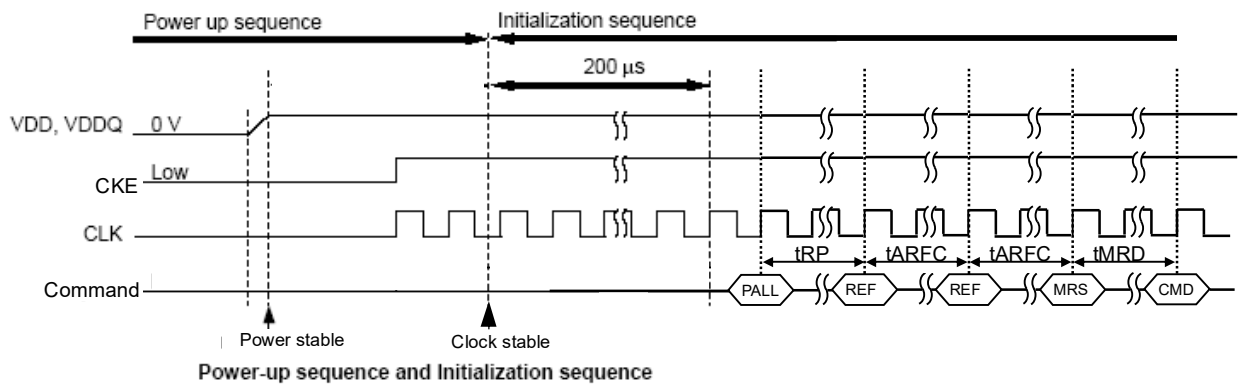 Power up sequence Initialization sequence
200 µs
VDD, VDDQ 0 V
CKE Low
CLK
tRP tARFC tARFC tMRD
Command PALL REF REF MRS CMD
Power stable Clock stable
Power-up sequence and Initialization sequence